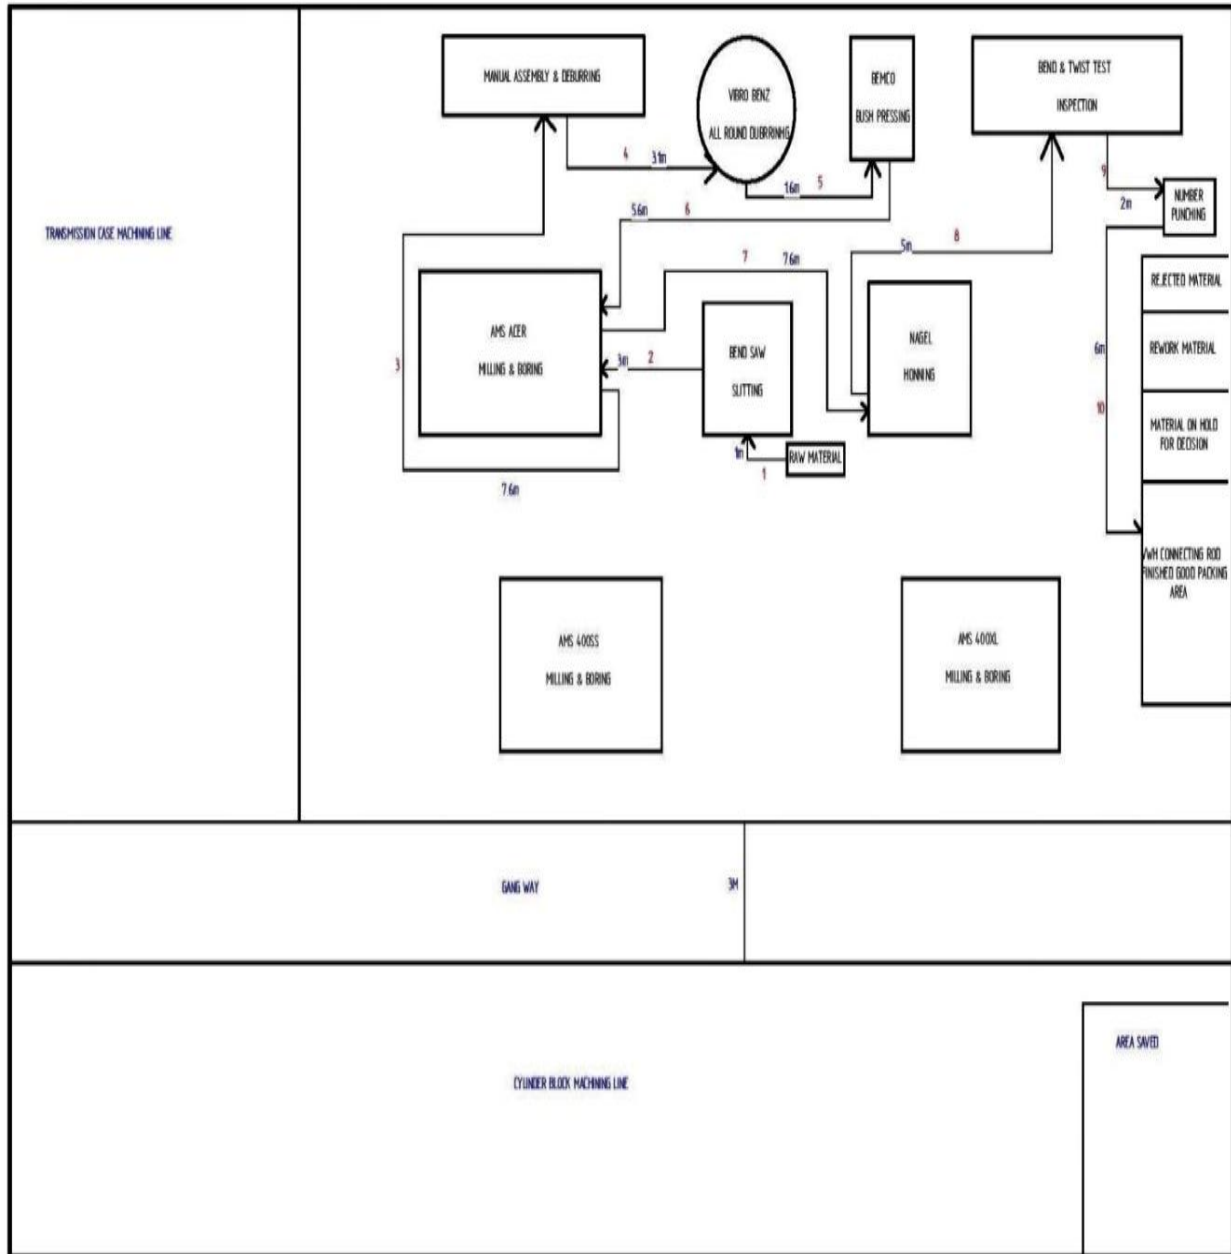 MANUAL ASSEMBLY & DEBURRING
VIBRO BENZ
ALL ROUND DUBRRINHG
BEMCO
BUSH PRESSING
BEND & TWIST TEST
INSPECTION
4
3.1m
1.6m
5
9
2m
NUMBER
PUNCHING
TRANSMISSION CASE MACHINING LINE
5.6m
6
7
7.6m
5m
8
REJECTED MATERIAL
AMS ACER
MILLING & BORING
3
3m
2
BEND SAW
SLITTING
NAGEL
HONNING
6m
REWORK MATERIAL
10
MATERIAL ON HOLD
FOR DECISION
1m
1
RAW MATERIAL
7.6m
VWH CONNECTING ROD
FINISHED GOOD PACKING
AREA
AMS 400SS
MILLING & BORING
AMS 400XL
MILLING & BORING
GANG WAY
3M
AREA SAVED
CYLINDER BLOCK MACHINING LINE